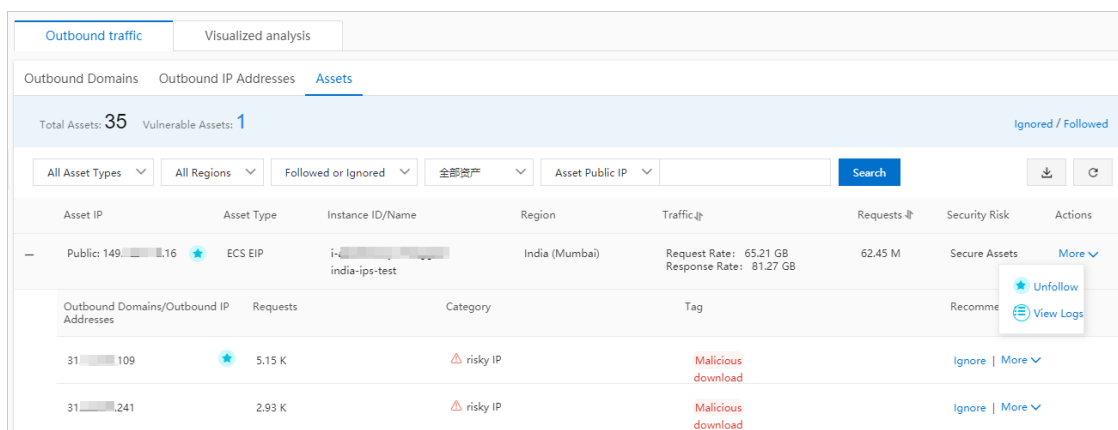 Outbound traffic Visualized analysis
Outbound Domains Outbound IP Addresses Assets
Total Assets: 35 Vulnerable Assets: 1 Ignored / Followed
All Asset Types All Regions Followed or Ignored 全部资产 Asset Public IP Search
Asset IP Asset Type Instance ID/Name Region Traffic Requests Security Risk Actions
Public: 149. .16 ECS EIP i- India (Mumbai) Request Rate: 65.21 GB 62.45 M Secure Assets More
india-ips-test Response Rate: 81.27 GB
Unfollow
Outbound Domains/Outbound IP Requests Category Tag Recomme
Addresses
View Logs
31. .109 5.15 K risky IP Malicious Ignore | More
download
31. .241 2.93 K risky IP Malicious Ignore | More
download